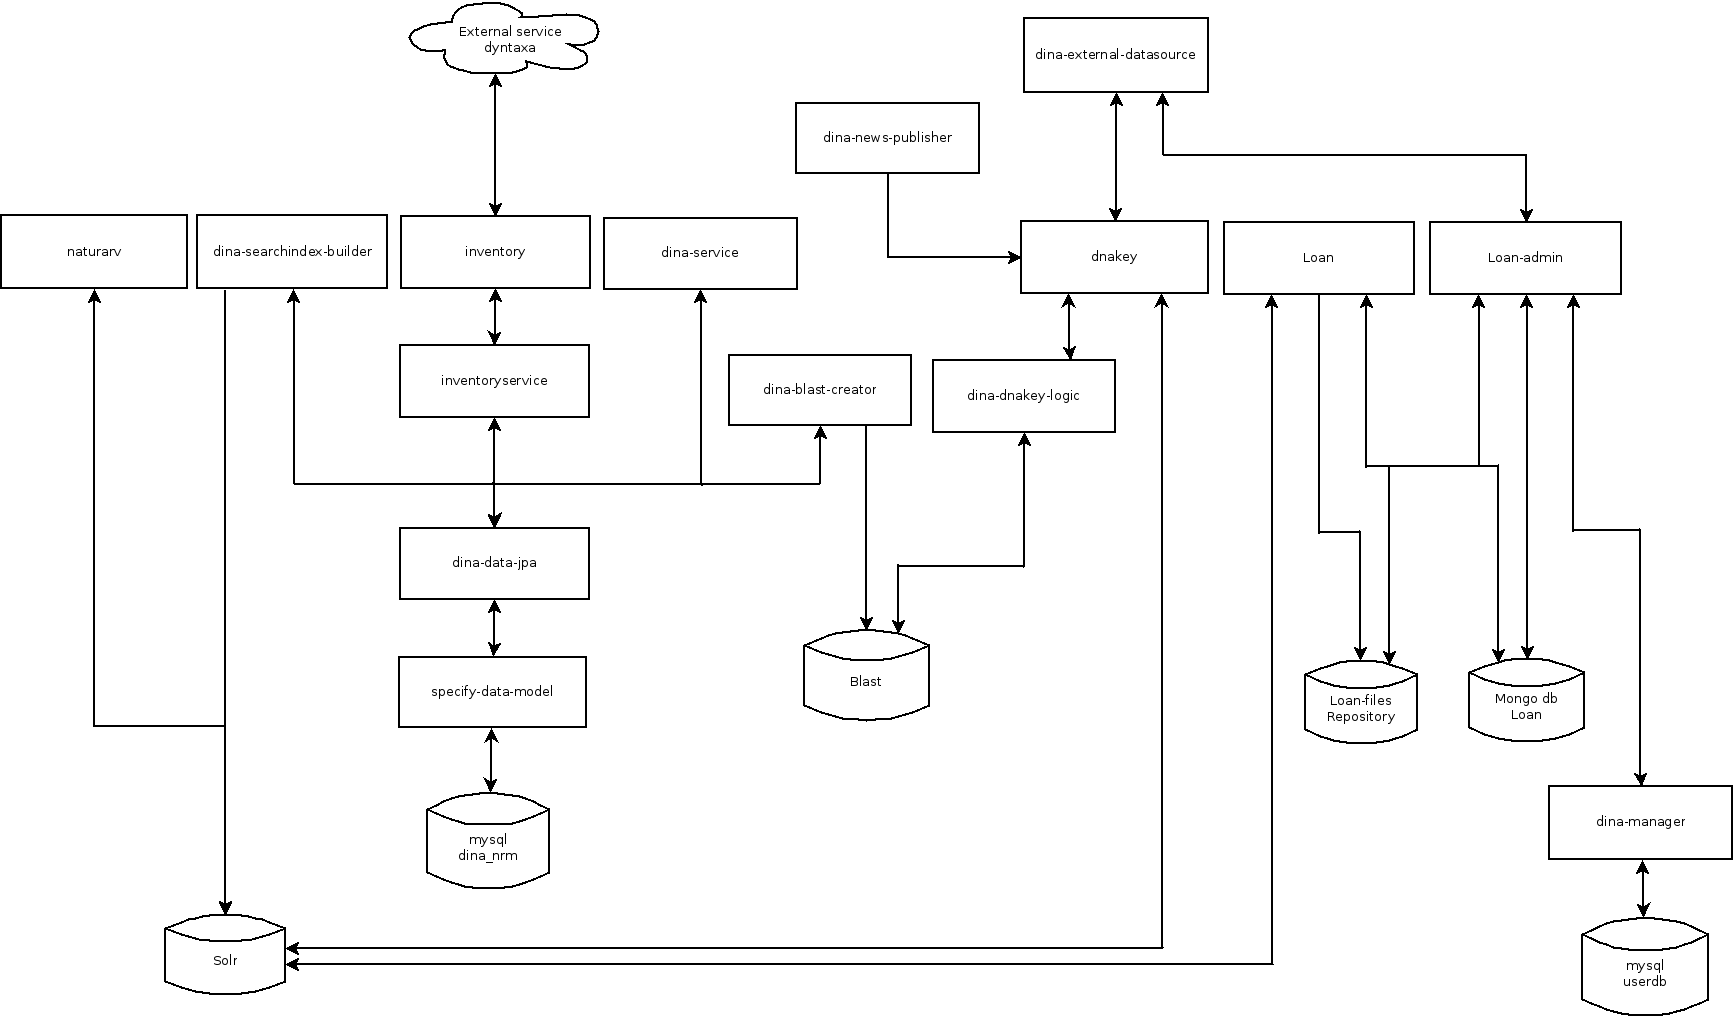 External service
dyntaxa
dina-external-datasource
dina-news-publisher
naturarv
dina-searchindex-builder
inventory
dina-service
dnakey
Loan
Loan-admin
inventoryservice
dina-blast-creator
dina-dnakey-logic
dina-data-jpa
specify-data-model
Blast
Loan-files
Repository
Mongo db
Loan
mysql
dina_nrm
dina-manager
Solr
mysql
userdb